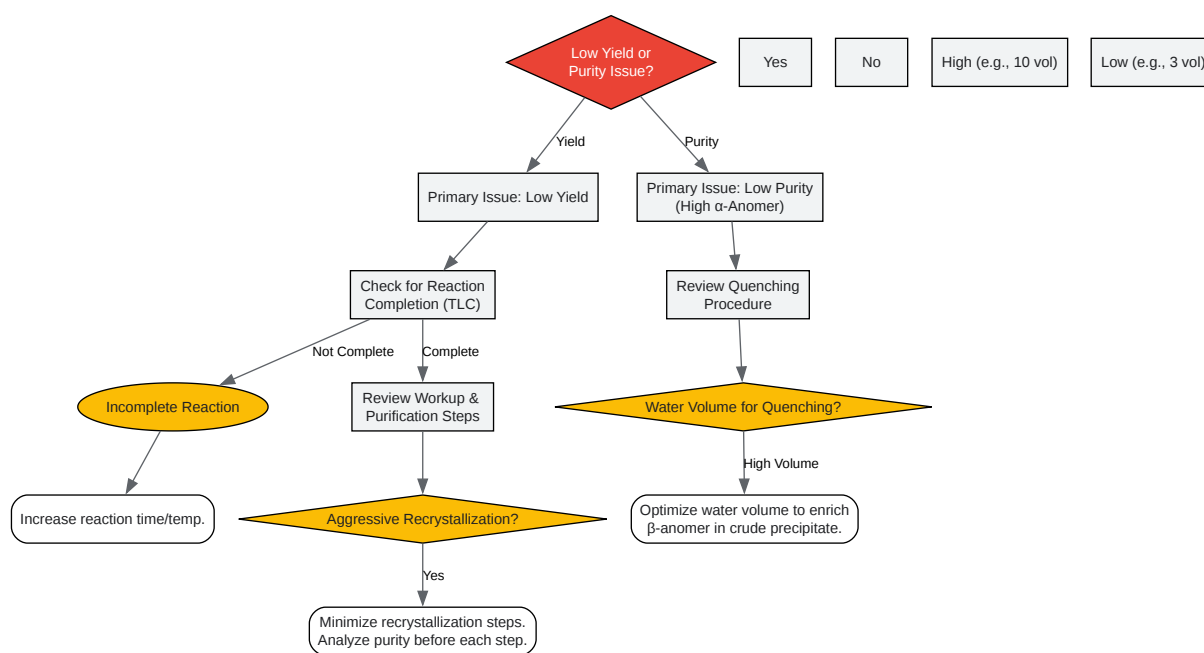 Low Yield or
Purity Issue?
Yes
No
High (e.g., 10 vol)
Low (e.g., 3 vol)
Yield
Purity
Primary Issue: Low Yield
Primary Issue: Low Purity
(High α-Anomer)
Check for Reaction
Completion (TLC)
Review Quenching
Procedure
Not Complete
Complete
Incomplete Reaction
Review Workup &
Purification Steps
Water Volume for Quenching?
High Volume
Increase reaction time/temp.
Aggressive Recrystallization?
Optimize water volume to enrich
β-anomer in crude precipitate.
Yes
Minimize recrystallization steps.
Analyze purity before each step.